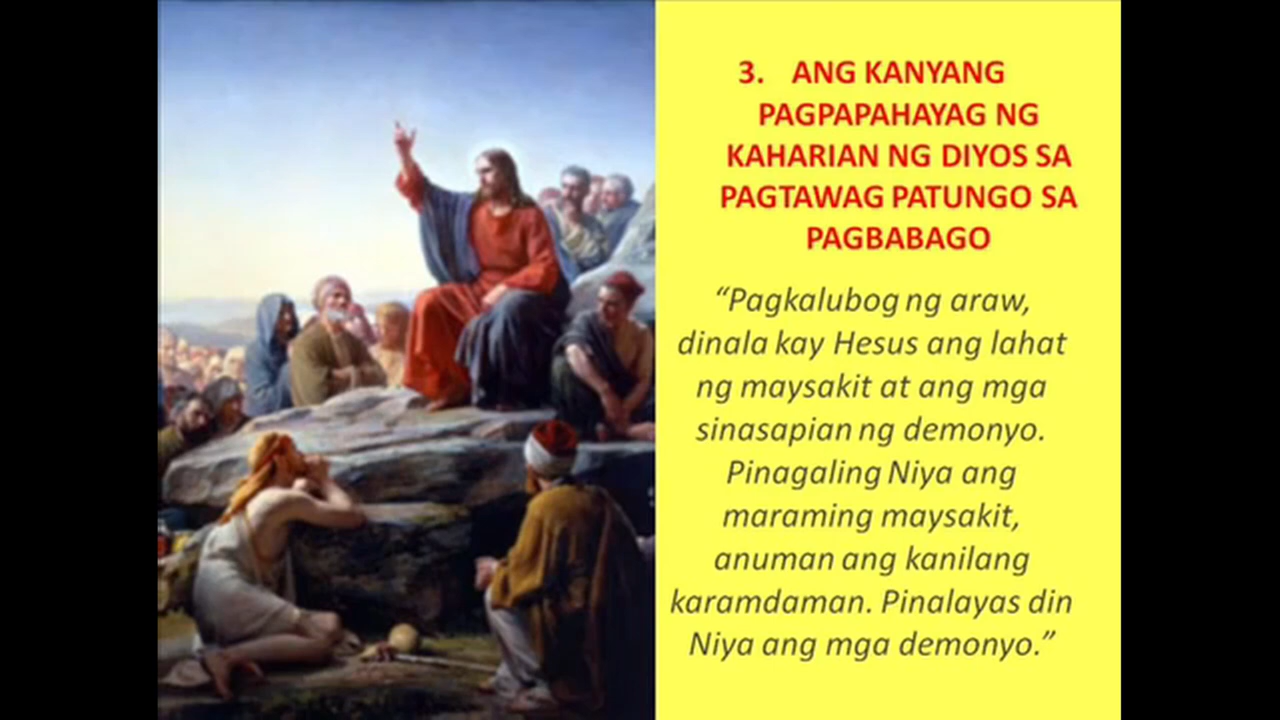 3. ANG KANYANG
PAGPAPAHAYAG NG
KAHARIAN NG DIYOS SA
PAGTAWAG PATUNGO SA
PAGBABAGO
“Pagkalubog ng araw,
dinala kay Hesus ang lahat
ng maysakit at ang mga
sinasapian ng demonyo.
Pinagaling Niya ang
maraming maysakit,
anuman ang kanilang
karamdaman. Pinalayas din
Niya ang mga demonyo.”